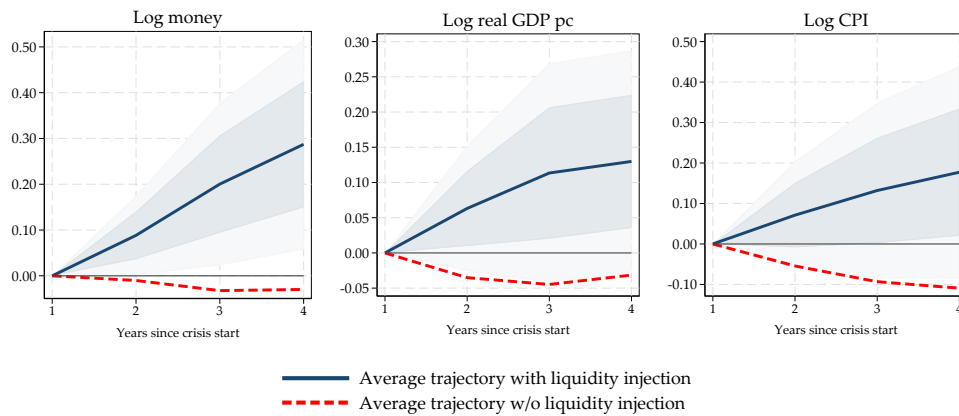 Log money
0.50
0.40
0.30
0.20
0.10
0.00
1 2 3 4
Years since crisis start
Log real GDP pc
0.30
0.25
0.20
0.15
0.10
0.05
0.00
-0.05
1 2 3 4
Years since crisis start
Log CPI
0.50
0.40
0.30
0.20
0.10
0.00
-0.10
1 2 3 4
Years since crisis start
Average trajectory with liquidity injection
Average trajectory w/o liquidity injection